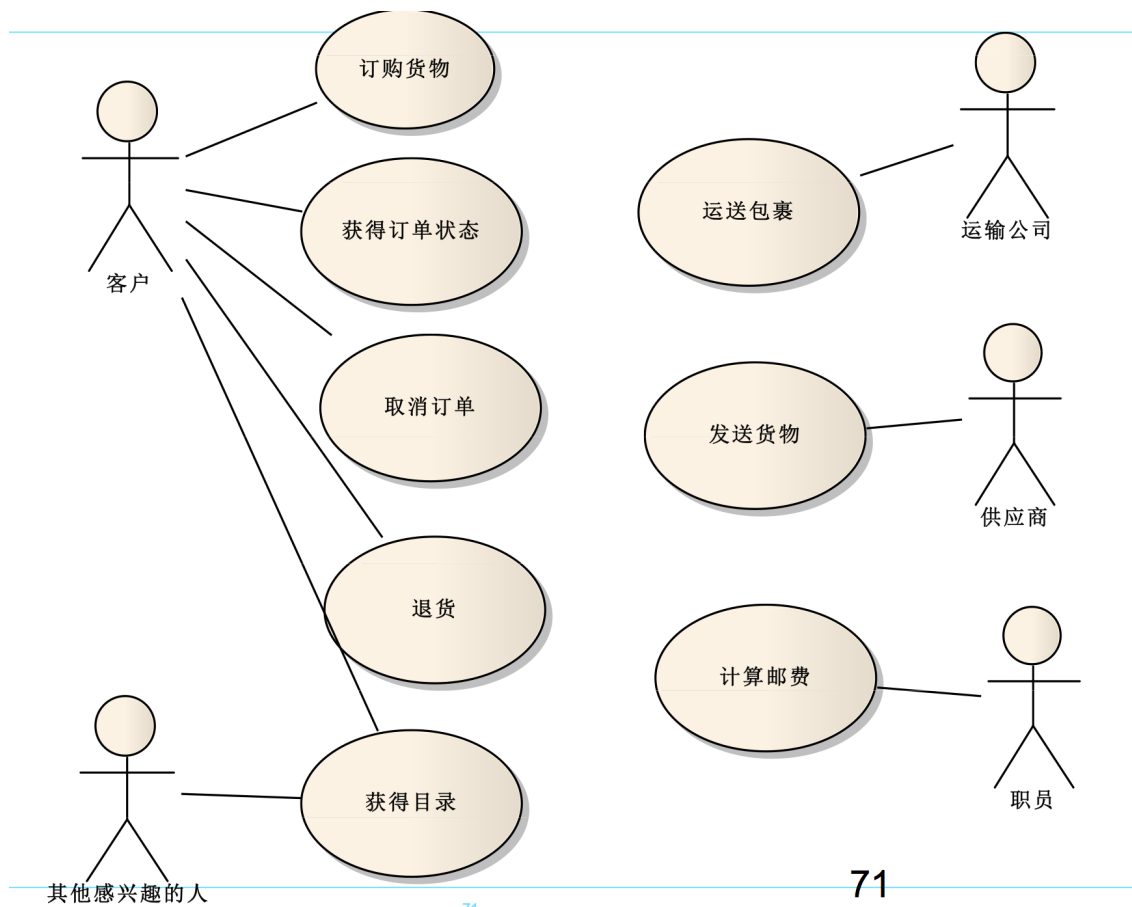 订购货物
获得订单状态
客户
取消订单
退货
获得目录
其他感兴趣的人
运送包裹
运输公司
发送货物
供应商
计算邮费
职员
71
71